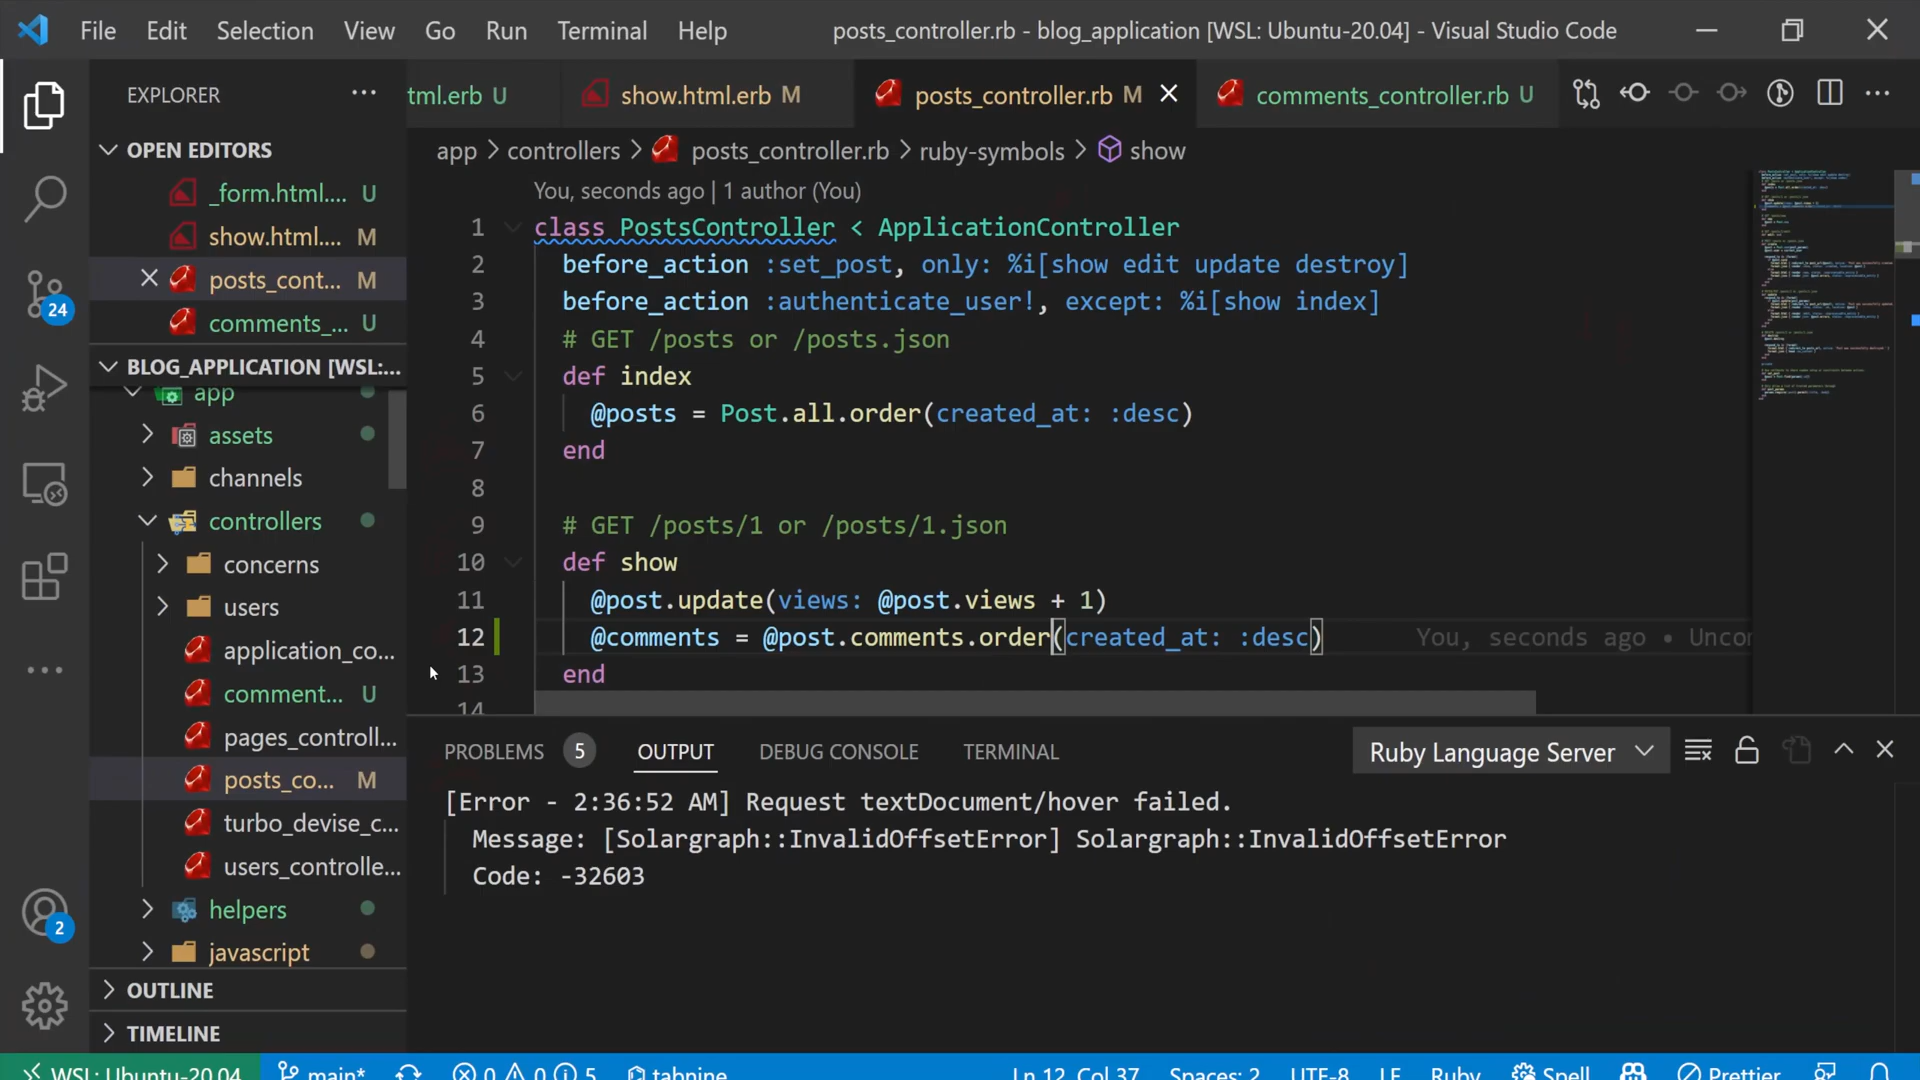 File Edit Selection View Go Run Terminal Help posts_controller.rb - blog_application [WSL: Ubuntu-20.04] - Visual Studio Code
EXPLORER ···
tml.erb U show.html.erb M posts_controller.rb M comments_controller.rb U
OPEN EDITORS
_form.html.... U
show.html.... M
posts_cont... M
comments_... U
BLOG_APPLICATION [WSL:...
app
assets
channels
controllers
concerns
users
application_co...
comment... U
pages_controll...
posts_co... M
turbo_devise_c...
users_controlle...
helpers
javascript
OUTLINE
TIMELINE
24
2
app > controllers > posts_controller.rb > ruby-symbols > show
You, seconds ago | 1 author (You)
1 class PostsController < ApplicationController
2 before_action :set_post, only: %i[show edit update destroy]
3 before_action :authenticate_user!, except: %i[show index]
4 # GET /posts or /posts.json
5 def index
6 @posts = Post.all.order(created_at: :desc)
7 end
8
9 # GET /posts/1 or /posts/1.json
10 def show
11 @post.update(views: @post.views + 1)
12 @comments = @post.comments.order(created_at: :desc) You, seconds ago • Uncon
13 end
14
PROBLEMS 5 OUTPUT DEBUG CONSOLE TERMINAL Ruby Language Server
[Error - 2:36:52 AM] Request textDocument/hover failed.
Message: [Solargraph::InvalidOffsetError] Solargraph::InvalidOffsetError
Code: -32603
WSL: Ubuntu-20.04 main* 0 0 5 tabnine Ln 12, Col 37 Spaces: 2 UTF-8 LF Ruby Spell Prettier